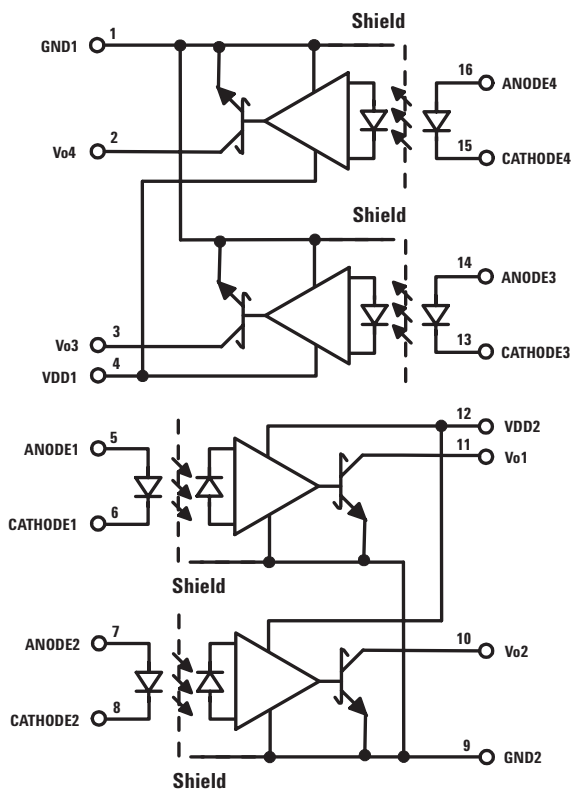 Shield
GND1 1
16 ANODE4
2
Vo4
15 CATHODE4
Shield
14 ANODE3
3
Vo3
13 CATHODE3
4
VDD1
12 VDD2
ANODE1 5
11 Vo1
CATHODE1 6
Shield
ANODE2 7
10 Vo2
CATHODE2 8
9 GND2
Shield